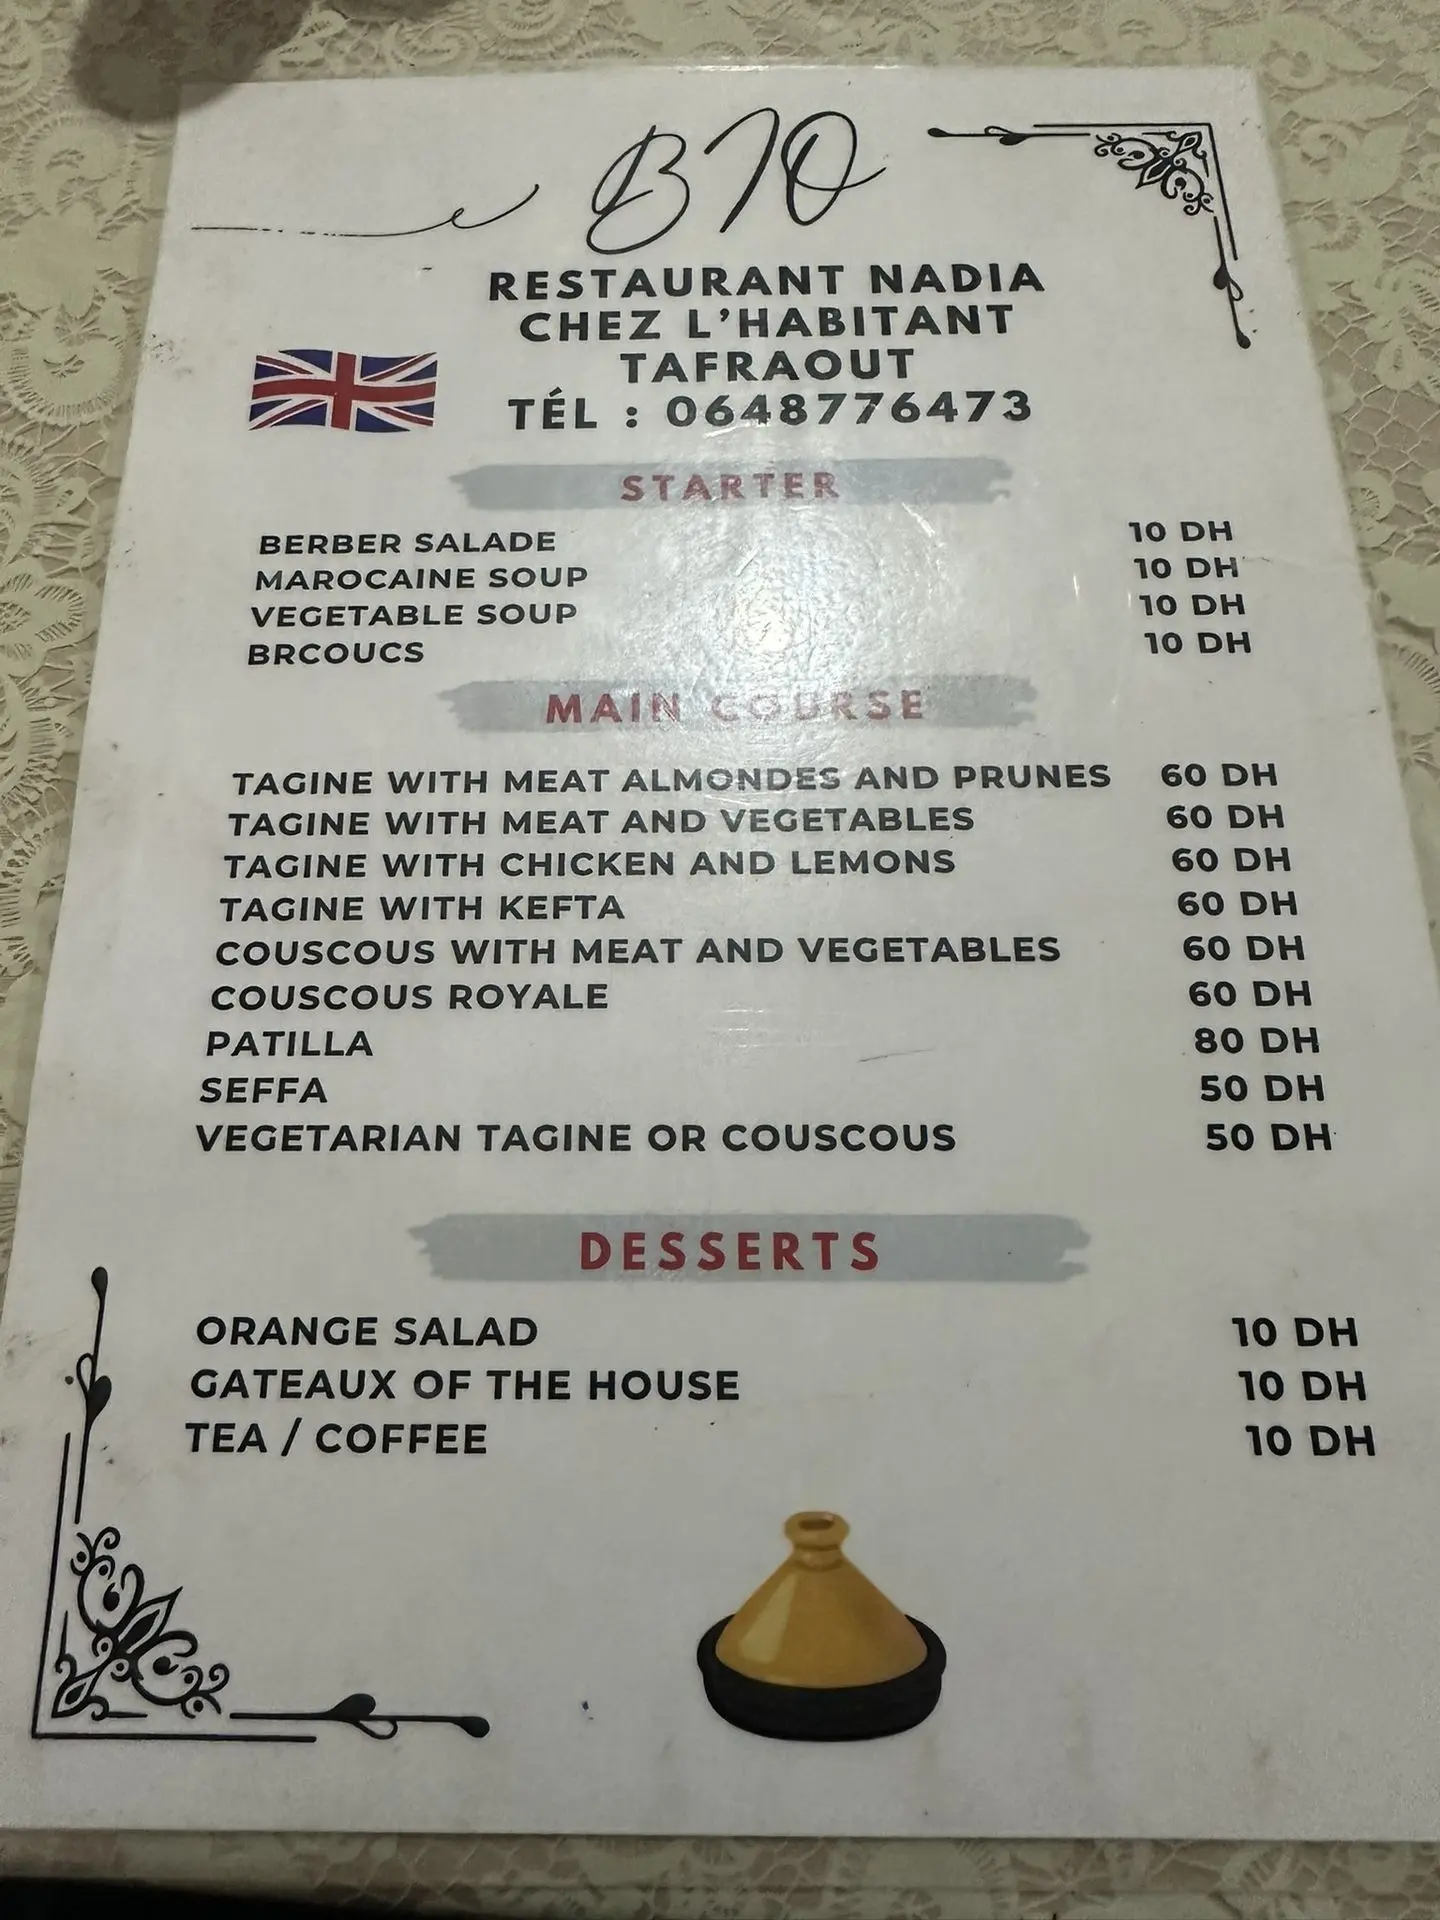 BIO
RESTAURANT NADIA
CHEZ L'HABITANT
TAFRAOUT
TÉL : 0648776473
STARTER
BERBER SALADE 10 DH
MAROCAINE SOUP 10 DH
VEGETABLE SOUP 10 DH
BRCOUCS 10 DH
MAIN COURSE
TAGINE WITH MEAT ALMONDES AND PRUNES 60 DH
TAGINE WITH MEAT AND VEGETABLES 60 DH
TAGINE WITH CHICKEN AND LEMONS 60 DH
TAGINE WITH KEFTA 60 DH
COUSCOUS WITH MEAT AND VEGETABLES 60 DH
COUSCOUS ROYALE 60 DH
PATILLA 80 DH
SEFFA 50 DH
VEGETARIAN TAGINE OR COUSCOUS 50 DH
DESSERTS
ORANGE SALAD 10 DH
GATEAUX OF THE HOUSE 10 DH
TEA / COFFEE 10 DH